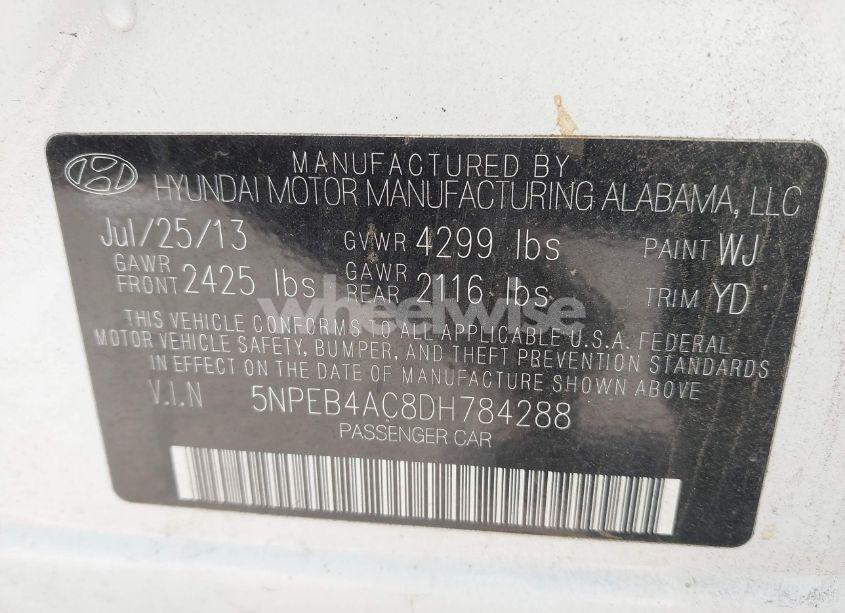 MANUFACTURED BY
HYUNDAI MOTOR MANUFACTURING ALABAMA, LLC
Jul/25/13 GVWR 4299 lbs PAINT WJ
GAWR FRONT 2425 lbs GAWR REAR 2116 lbs TRIM YD
wheelwise
THIS VEHICLE CONFORMS TO ALL APPLICABLE U.S.A. FEDERAL
MOTOR VEHICLE SAFETY, BUMPER, AND THEFT PREVENTION STANDARDS
IN EFFECT ON THE DATE OF MANUFACTURE SHOWN ABOVE
V.I.N 5NPEB4AC8DH784288
PASSENGER CAR